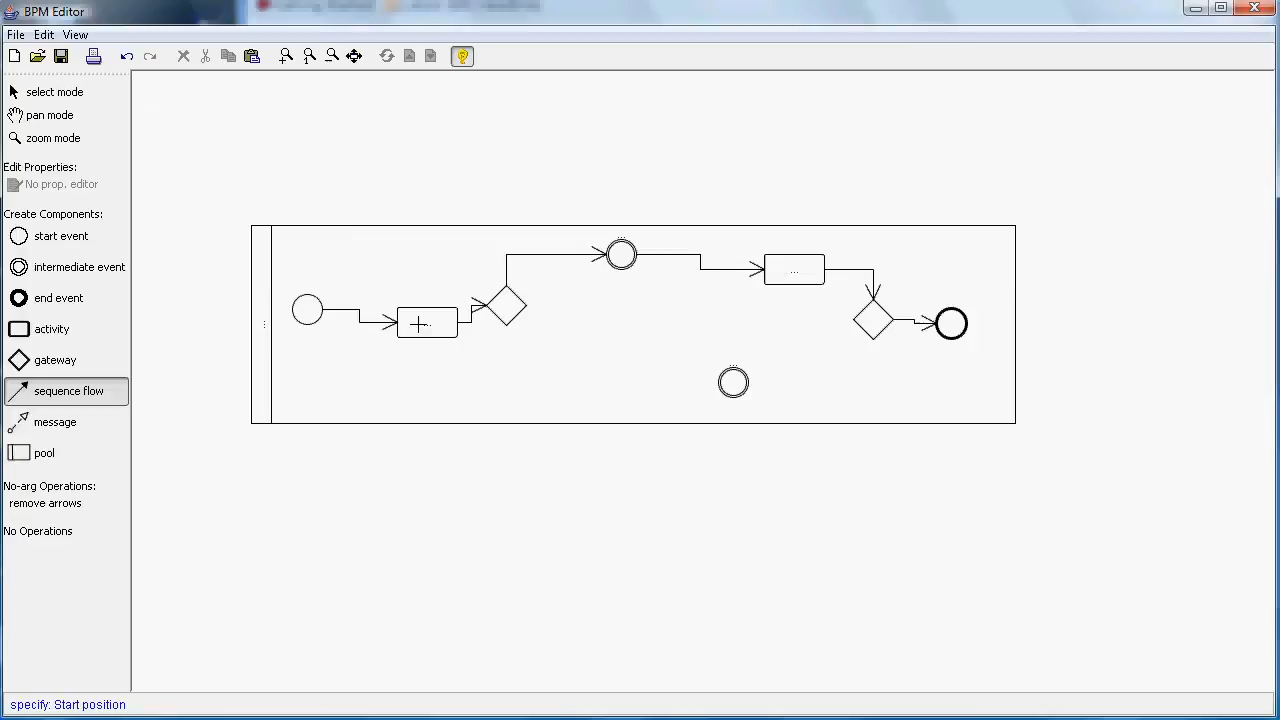 BPM Editor
File Edit View
select mode
pan mode
zoom mode
Edit Properties:
No prop. editor
Create Components:
start event
intermediate event
end event
activity
gateway
sequence flow
message
pool
No-arg Operations:
remove arrows
No Operations
...
...
...
...
...
specify: Start position